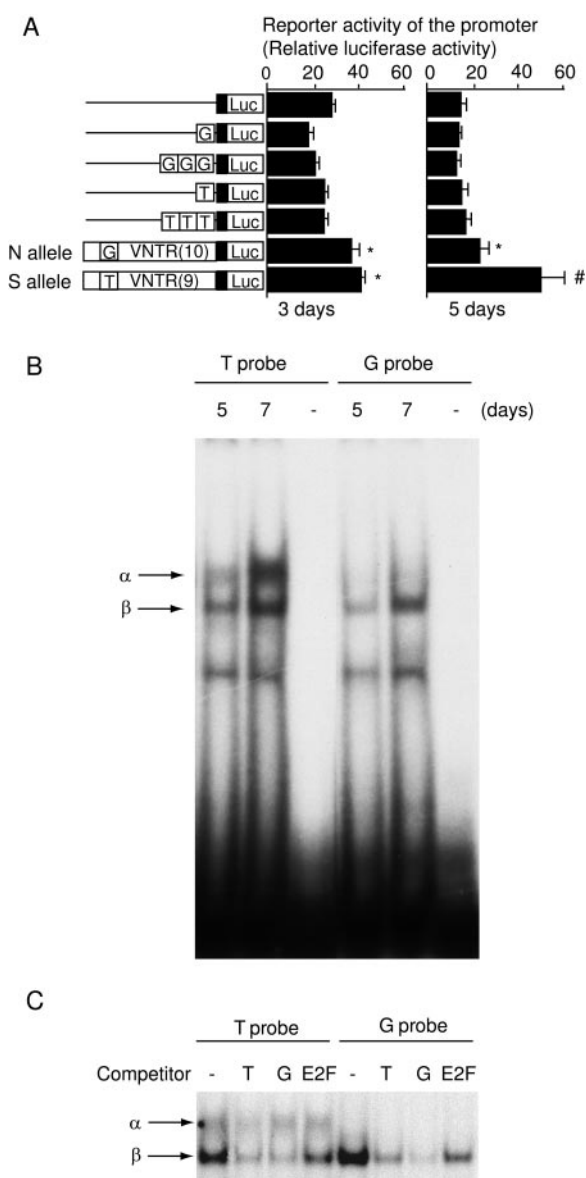 A
Reporter activity of the promoter
(Relative luciferase activity)
0 20 40 60 0 20 40 60
Luc
G Luc
G G G Luc
T Luc
T T T Luc
N allele G VNTR(10) Luc *  *
S allele T VNTR(9) Luc *  #
3 days 5 days
B
T probe G probe
5 7 - 5 7 - (days)
α
β
C
T probe G probe
Competitor - T G E2F - T G E2F
α
β